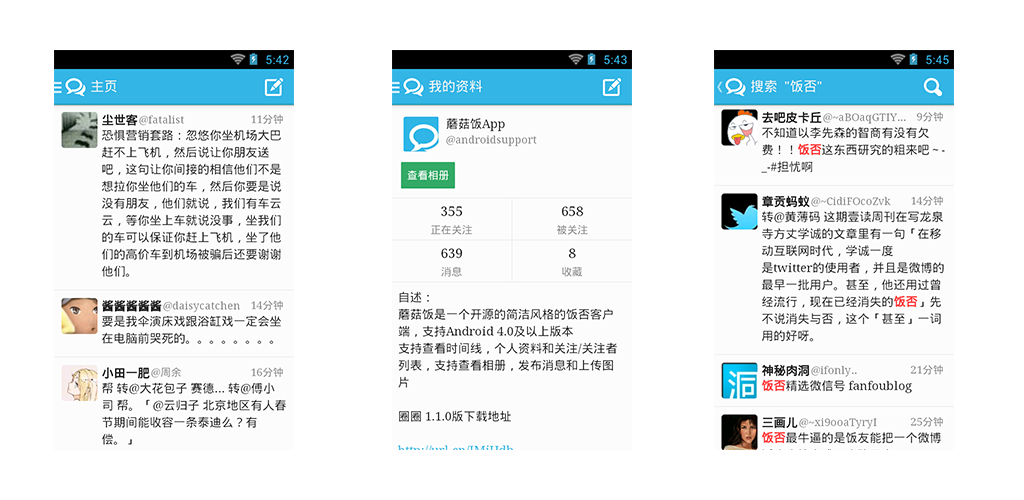 5:42
主页
尘世客@fatalist 11分钟
恐惧营销套路：忽悠你坐机场大巴
赶不上飞机，然后说让你朋友送
吧，这句让你间接的相信他们不是
想拉你坐他们的车，然后你要是说
没有朋友，他们就说，我们有车云
云，等你坐上车就说没事，坐我们
的车可以保证你赶上飞机，坐了他
们的高价车到机场被骗后还要谢谢
他们。
酱酱酱酱酱@daisycatchen 14分钟
要是我伞演床戏跟浴缸戏一定会坐
在电脑前哭死的。。。。。。。。
小田一肥@周余 16分钟
帮 转@大花包子 赛德... 转@傅小
司 帮。「@云归子 北京地区有人春
节期间能收容一条泰迪么？有
偿。」
5:43
我的资料
蘑菇饭App
@androidsupport
查看相册
355 658
正在关注 被关注
639 8
消息 收藏
自述：
蘑菇饭是一个开源的简洁风格的饭否客户
端，支持Android 4.0及以上版本
支持查看时间线，个人资料和关注/关注者
列表，支持查看相册，发布消息和上传图
片
圈圈 1.1.0版下载地址
5:45
搜索 "饭否"
去吧皮卡丘@~aBOaqGTIY... 9分钟
不知道以李先森的智商有没有欠
费！！饭否这东西研究的粗来吧 ~ -
_-#担忧啊
章贡蚂蚁@~CidiFOcoZvk 14分钟
转@黄薄码 这期壹读周刊在写龙泉
寺方丈学诚的文章里有一句「在移
动互联网时代，学诚一度
是twitter的使用者，并且是微博的
最早一批用户。甚至，他还用过曾
经流行，现在已经消失的饭否」先
不说消失与否，这个「甚至」一词
用的好呀。
神秘肉洞@ifonly.. 21分钟
饭否精选微信号 fanfoublog
三画儿@~xi9ooaTyryI 25分钟
饭否最牛逼的是饭友能把一个微博